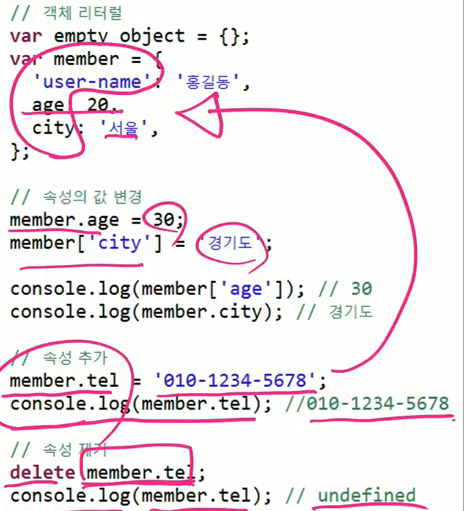 // 객체 리터럴
var empty_object = {};
var member = {
'user-name': '홍길동',
age: 20,
city: '서울',
};
// 속성의 값 변경
member.age = 30;
member['city'] = '경기도';
console.log(member['age']); // 30
console.log(member.city); // 경기도
// 속성 추가
member.tel = '010-1234-5678';
console.log(member.tel); //010-1234-5678
// 속성 제거
delete member.tel;
console.log(member.tel); // undefined